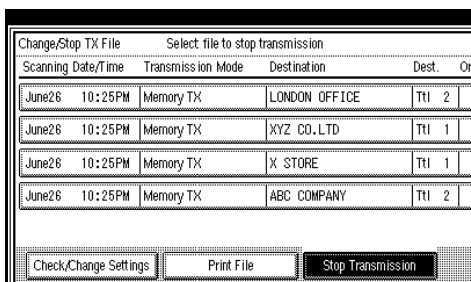 Change/Stop TX File Select file to stop transmission
Scanning Date/Time Transmission Mode Destination Dest.
June26 10:25PM Memory TX LONDON OFFICE Ttl 2
June26 10:25PM Memory TX XYZ CO.LTD Ttl 1
June26 10:25PM Memory TX X STORE Ttl 1
June26 10:25PM Memory TX ABC COMPANY Ttl 2
Check/Change Settings Print File Stop Transmission